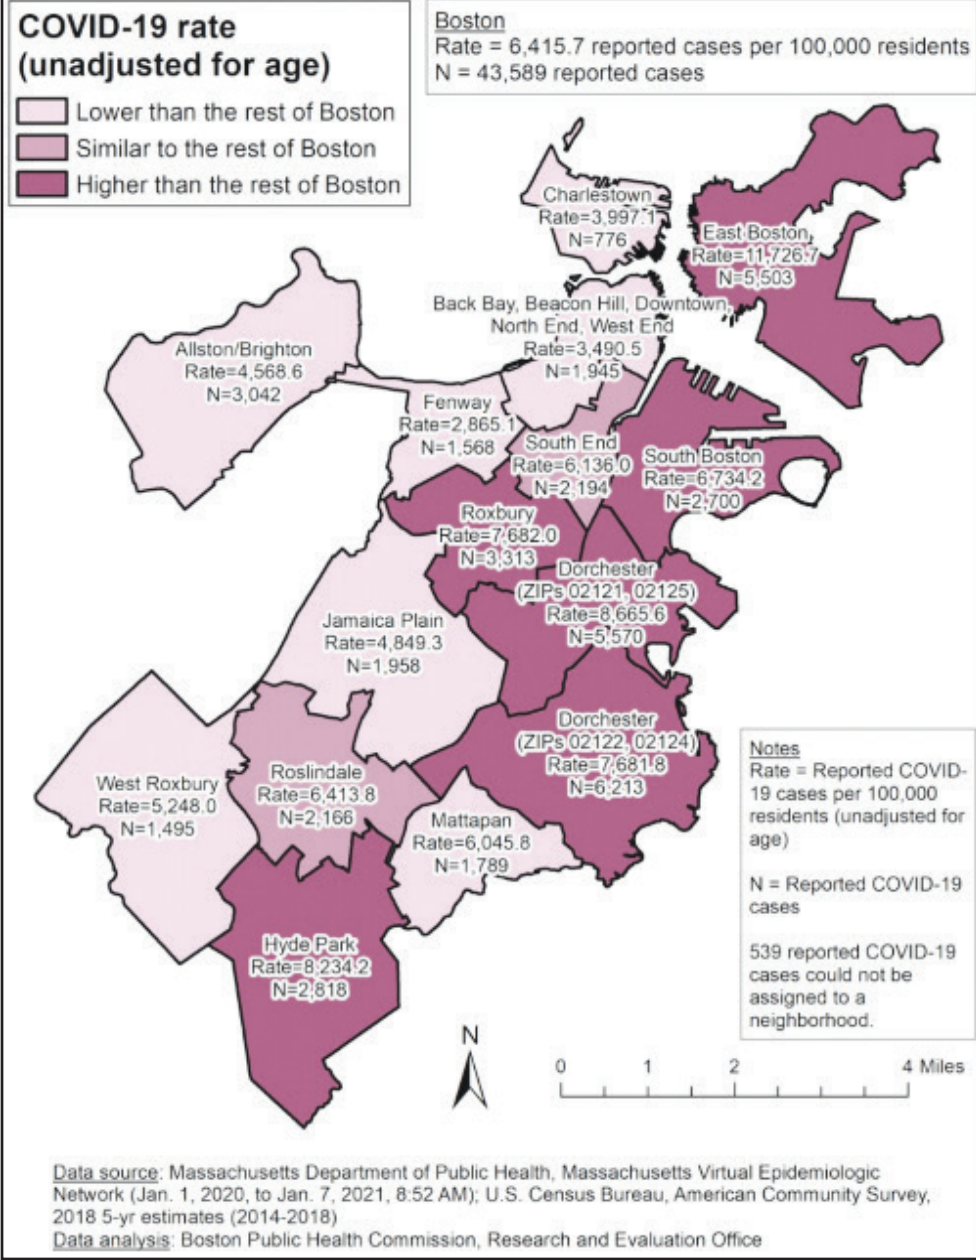 COVID-19 rate
(unadjusted for age)
Lower than the rest of Boston
Similar to the rest of Boston
Higher than the rest of Boston
Boston
Rate = 6,415.7 reported cases per 100,000 residents
N = 43,589 reported cases
Charlestown
Rate=3,997.1
N=776
East Boston
Rate=11,726.7
N=5,503
Back Bay, Beacon Hill, Downtown,
North End, West End
Rate=3,490.5
N=1,945
Allston/Brighton
Rate=4,568.6
N=3,042
Fenway
Rate=2,865.1
N=1,568
South End
Rate=6,136.0
N=2,194
South Boston
Rate=6,734.2
N=2,700
Roxbury
Rate=7,682.0
N=3,313
Dorchester
(ZIPs 02121, 02125)
Rate=8,665.6
N=5,570
Jamaica Plain
Rate=4,849.3
N=1,958
Dorchester
(ZIPs 02122, 02124)
Rate=7,681.8
N=6,213
West Roxbury
Rate=5,248.0
N=1,495
Roslindale
Rate=6,413.8
N=2,166
Mattapan
Rate=6,045.8
N=1,789
Hyde Park
Rate=8,234.2
N=2,818
Notes
Rate = Reported COVID-
19 cases per 100,000
residents (unadjusted for
age)
N = Reported COVID-19
cases
539 reported COVID-19
cases could not be
assigned to a
neighborhood.
N
0 1 2 4 Miles
Data source: Massachusetts Department of Public Health, Massachusetts Virtual Epidemiologic
Network (Jan. 1, 2020, to Jan. 7, 2021, 8:52 AM); U.S. Census Bureau, American Community Survey,
2018 5-yr estimates (2014-2018)
Data analysis: Boston Public Health Commission, Research and Evaluation Office